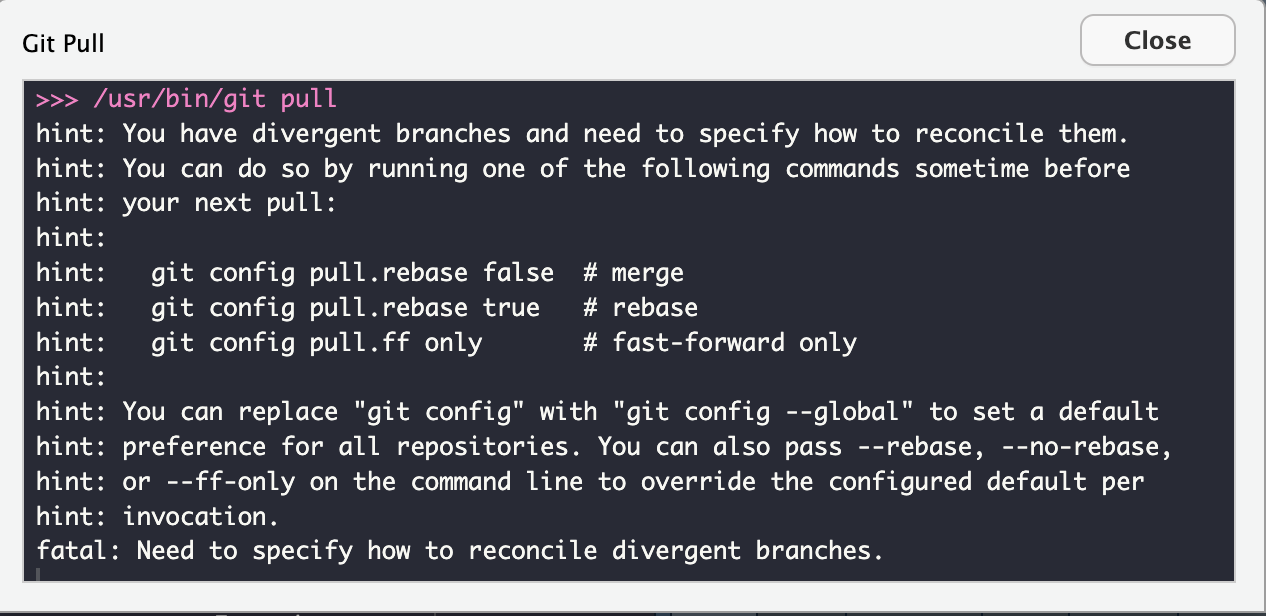 Git Pull
Close
>>> /usr/bin/git pull
hint: You have divergent branches and need to specify how to reconcile them.
hint: You can do so by running one of the following commands sometime before
hint: your next pull:
hint:
hint:   git config pull.rebase false  # merge
hint:   git config pull.rebase true   # rebase
hint:   git config pull.ff only       # fast-forward only
hint:
hint: You can replace "git config" with "git config --global" to set a default
hint: preference for all repositories. You can also pass --rebase, --no-rebase,
hint: or --ff-only on the command line to override the configured default per
hint: invocation.
fatal: Need to specify how to reconcile divergent branches.